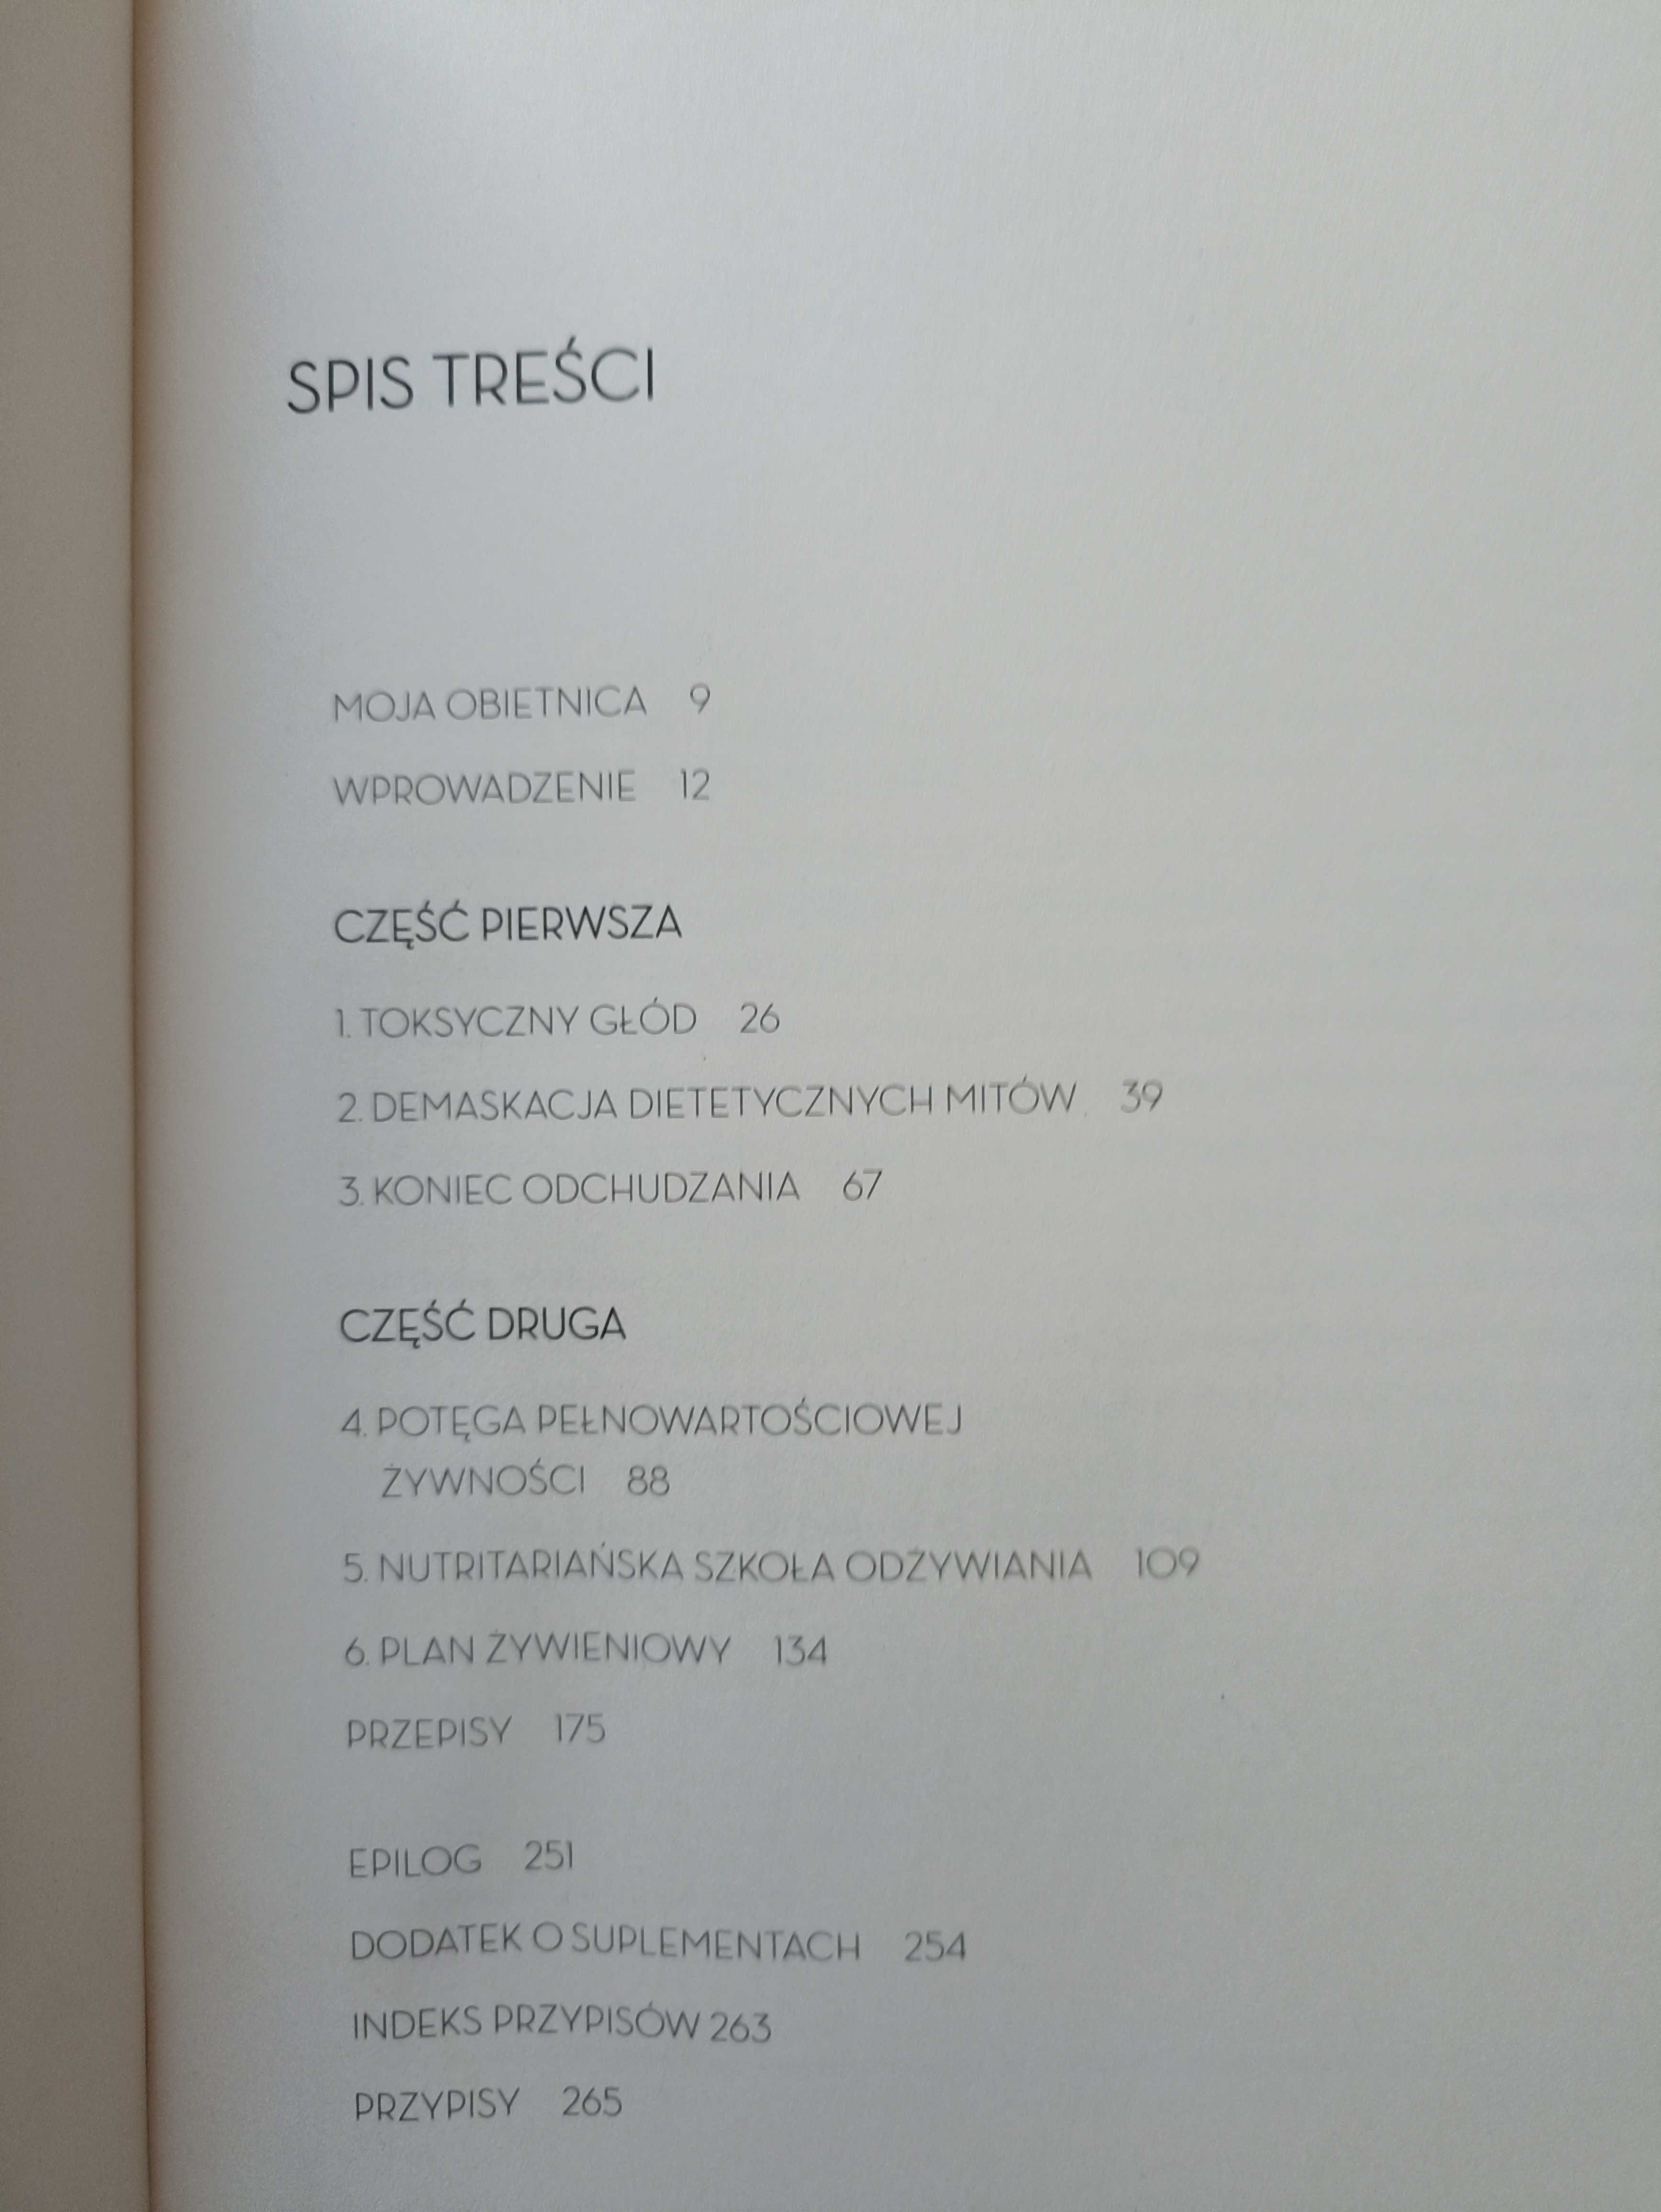 SPIS TREŚCI
MOJA OBIETNICA 9
WPROWADZENIE 12
CZĘŚĆ PIERWSZA
1. TOKSYCZNY GŁÓD 26
2. DEMASKACJA DIETETYCZNYCH MITÓW 39
3. KONIEC ODCHUDZANIA 67
CZĘŚĆ DRUGA
4. POTĘGA PEŁNOWARTOŚCIOWEJ
ŻYWNOŚCI 88
5. NUTRITARIAŃSKA SZKOŁA ODŻYWIANIA 109
6. PLAN ŻYWIENIOWY 134
PRZEPISY 175
EPILOG 251
DODATEK O SUPLEMENTACH 254
INDEKS PRZYPISÓW 263
PRZYPISY 265